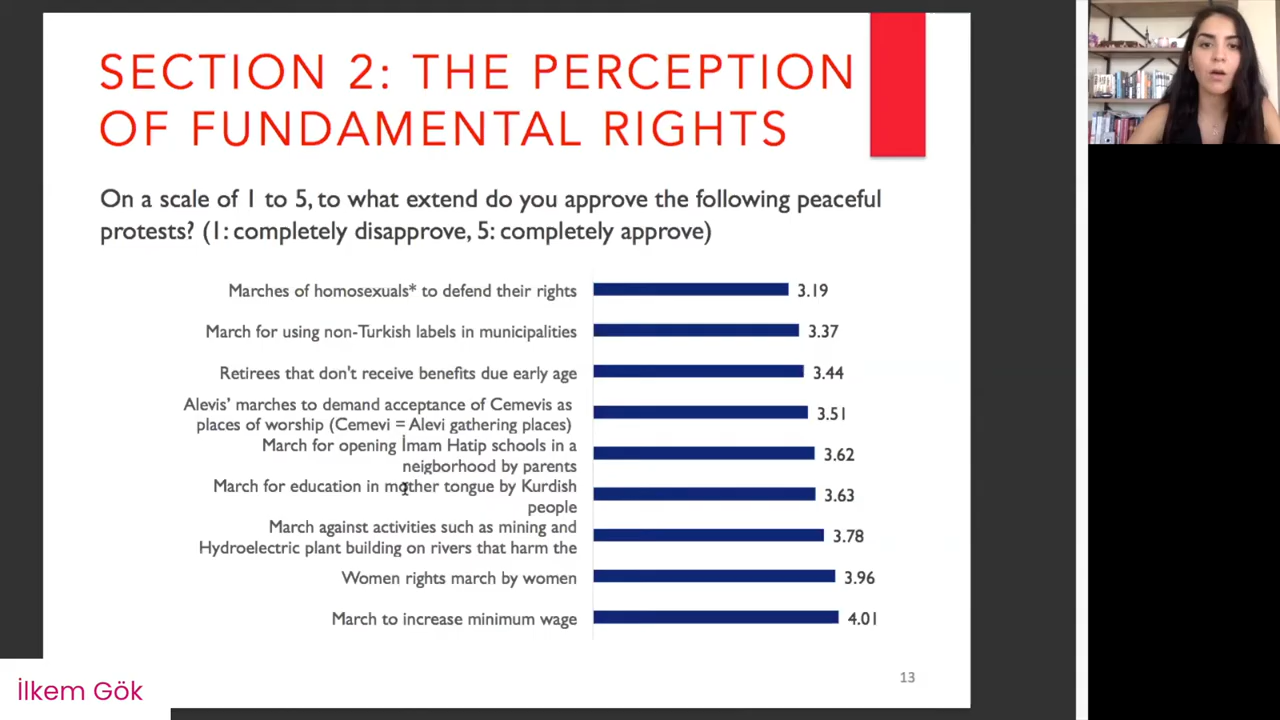 SECTION 2: THE PERCEPTION
OF FUNDAMENTAL RIGHTS
On a scale of 1 to 5, to what extend do you approve the following peaceful
protests? (1: completely disapprove, 5: completely approve)
Marches of homosexuals* to defend their rights 3.19
March for using non-Turkish labels in municipalities 3.37
Retirees that don't receive benefits due early age 3.44
Alevis' marches to demand acceptance of Cemevis as
places of worship (Cemevi = Alevi gathering places) 3.51
March for opening İmam Hatip schools in a
neigborhood by parents 3.62
March for education in mother tongue by Kurdish
people 3.63
March against activities such as mining and
Hydroelectric plant building on rivers that harm the 3.78
Women rights march by women 3.96
March to increase minimum wage 4.01
13
İlkem Gök